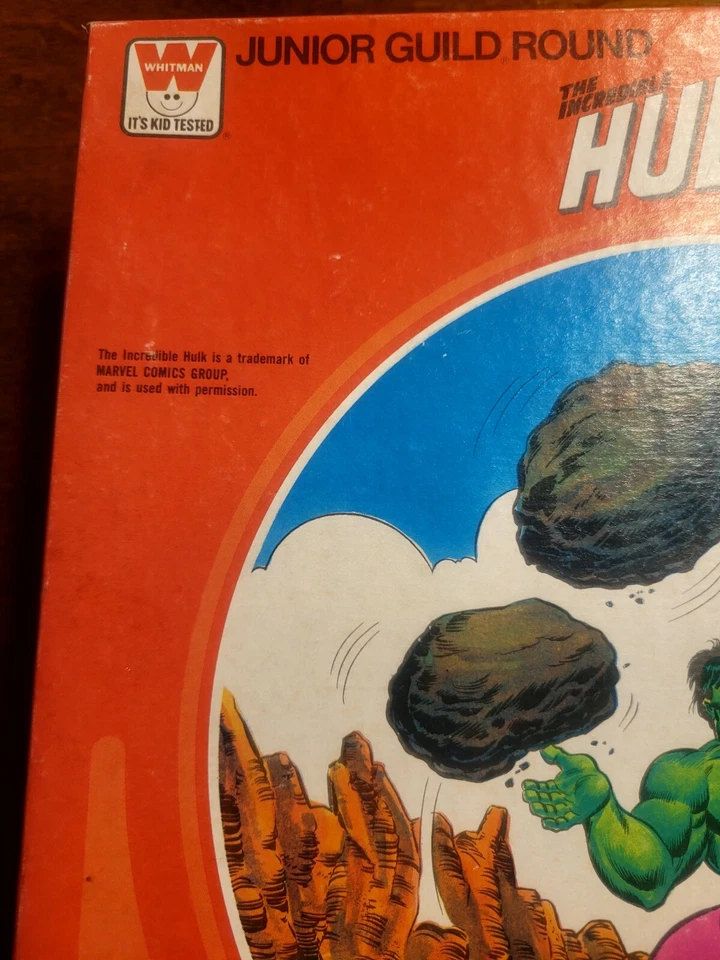 WHITMAN
IT'S KID TESTED
JUNIOR GUILD ROUND
THE
INCREDIBLE
The Incredible Hulk is a trademark of
MARVEL COMICS GROUP,
and is used with permission.